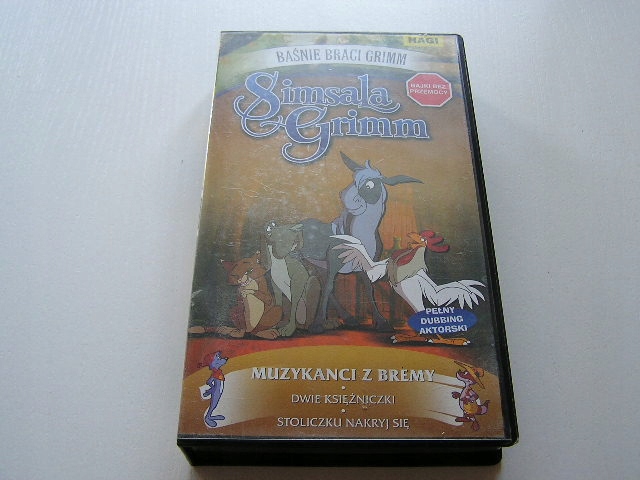 HAGI
BAŚNIE BRACI GRIMM
BAJKI BEZ
PRZEMOCY
Simsala
Grimm
PEŁNY
DUBBING
AKTORSKI
MUZYKANCI Z BREMY
DWIE KSIĘŻNICZKI
STOLICZKU NAKRYJ SIĘ